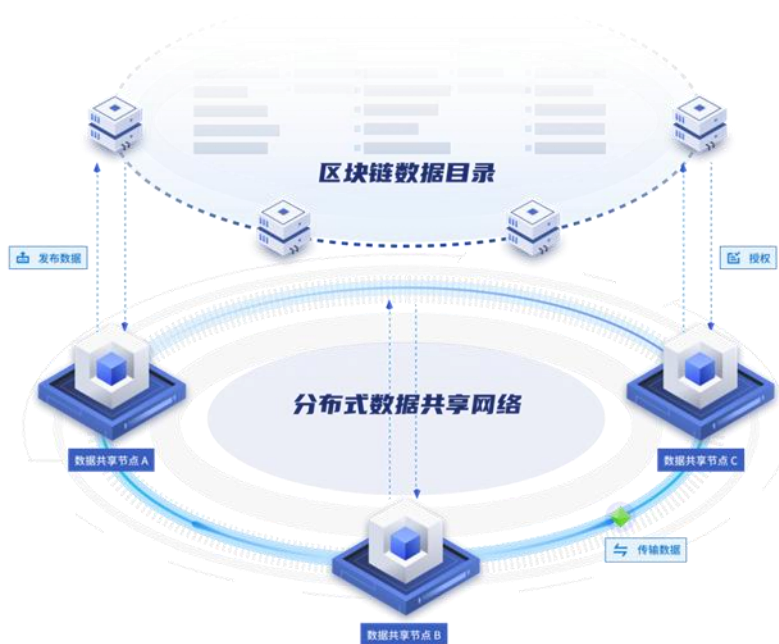 区块链数据目录
发布数据
授权
分布式数据共享网络
数据共享节点 A
数据共享节点 C
传输数据
数据共享节点 B